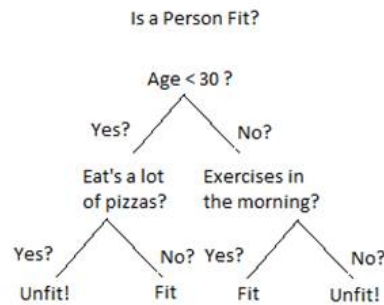 Is a Person Fit?
Age < 30 ?
Yes?
No?
Eat's a lot
of pizzas?
Exercises in
the morning?
Yes?
No?
Yes?
No?
Unfit!
Fit
Fit
Unfit!